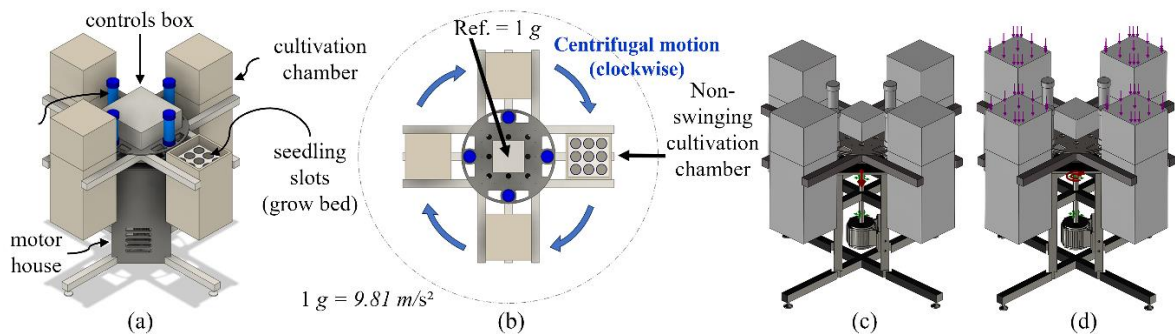 controls box
cultivation
chamber
seedling
slots
(grow bed)
motor
house
(a)
Ref. = 1 g
Centrifugal motion
(clockwise)
Non-
swinging
cultivation
chamber
1 g = 9.81 m/s²
(b)
(c)
(d)